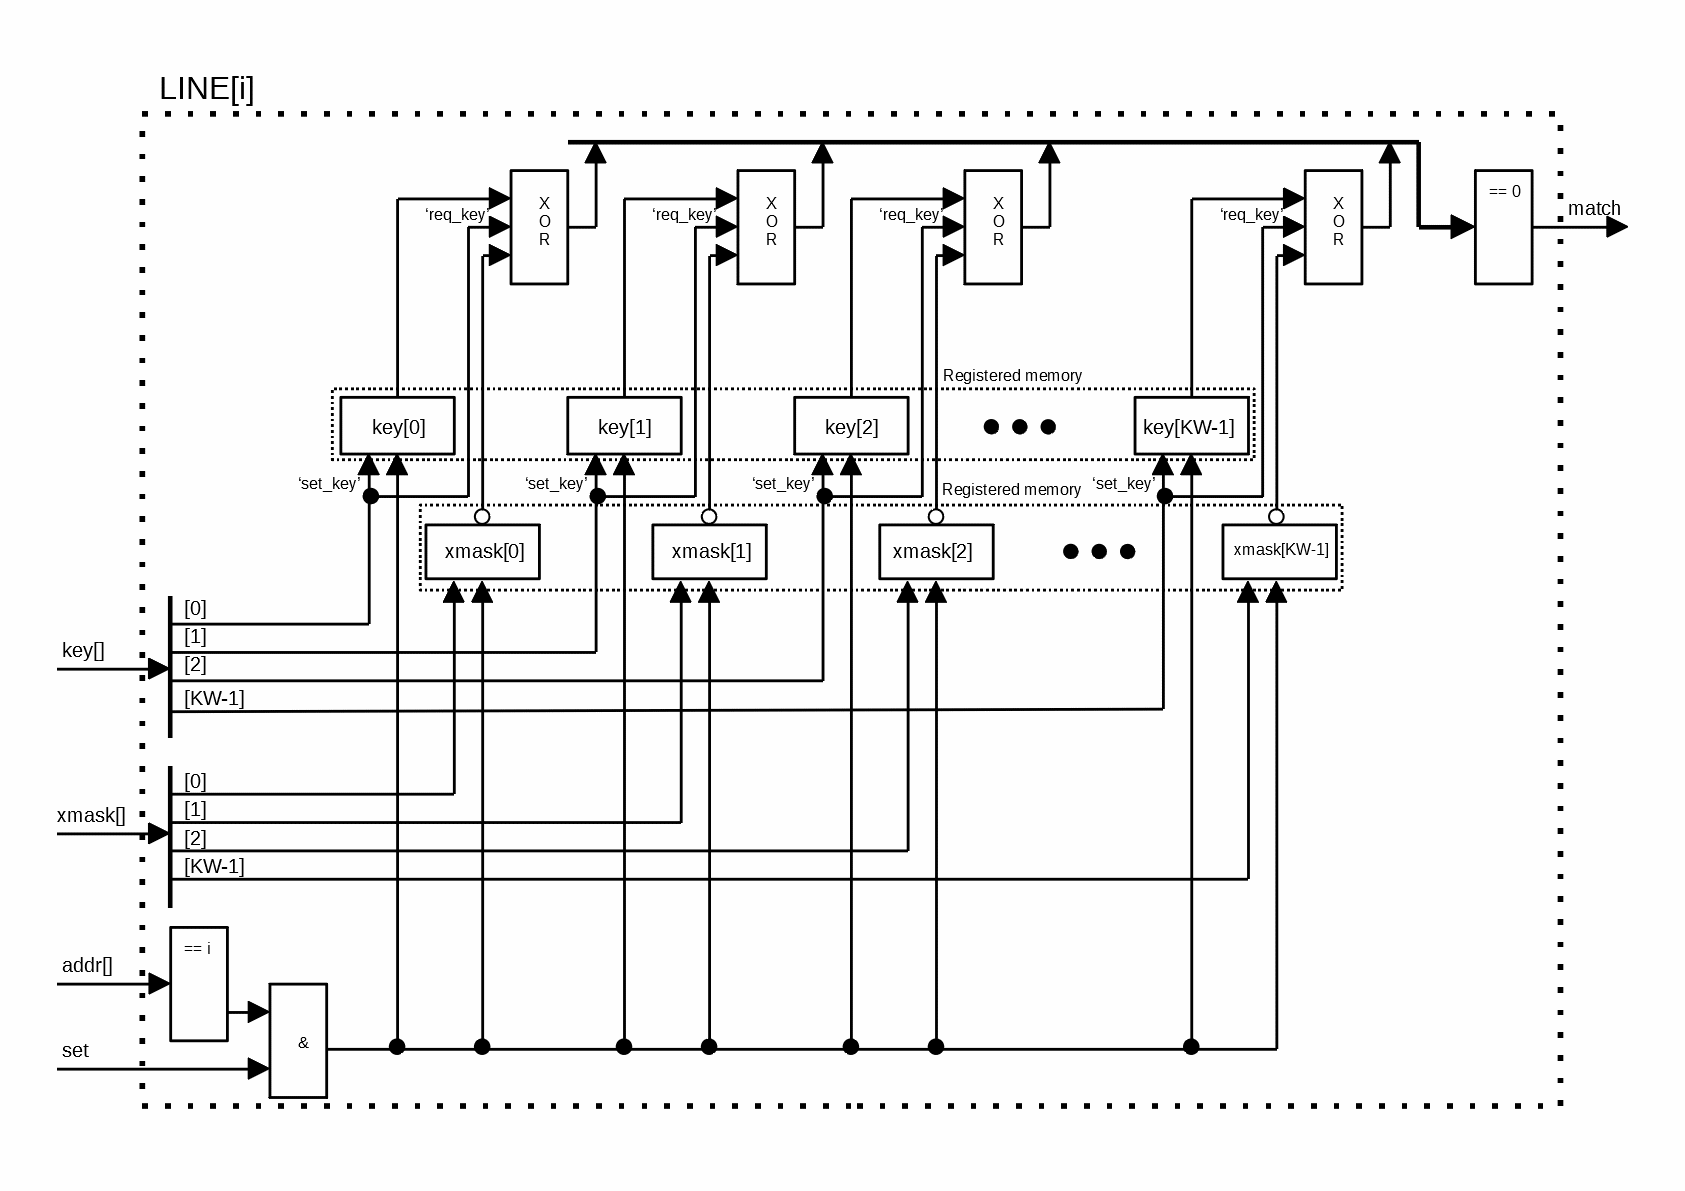 LINE[i]
X
O
R
X
O
R
X
O
R
X
O
R
== 0
match
‘req_key’
‘req_key’
‘req_key’
‘req_key’
Registered memory
key[0]
key[1]
key[2]
key[KW-1]
‘set_key’
‘set_key’
‘set_key’
Registered memory
‘set_key’
xmask[0]
xmask[1]
xmask[2]
xmask[KW-1]
key[]
[0]
[1]
[2]
[KW-1]
xmask[]
[0]
[1]
[2]
[KW-1]
addr[]
== i
set
&